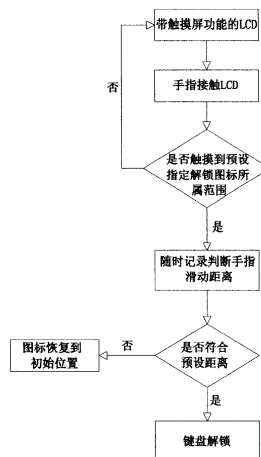 带触摸屏功能的LCD
否
手指接触LCD
是否触摸到预设
指定解锁图标所
属范围
是
随时记录判断手指
滑动距离
图标恢复到
初始位置
否
是否符合
预设距离
是
键盘解锁